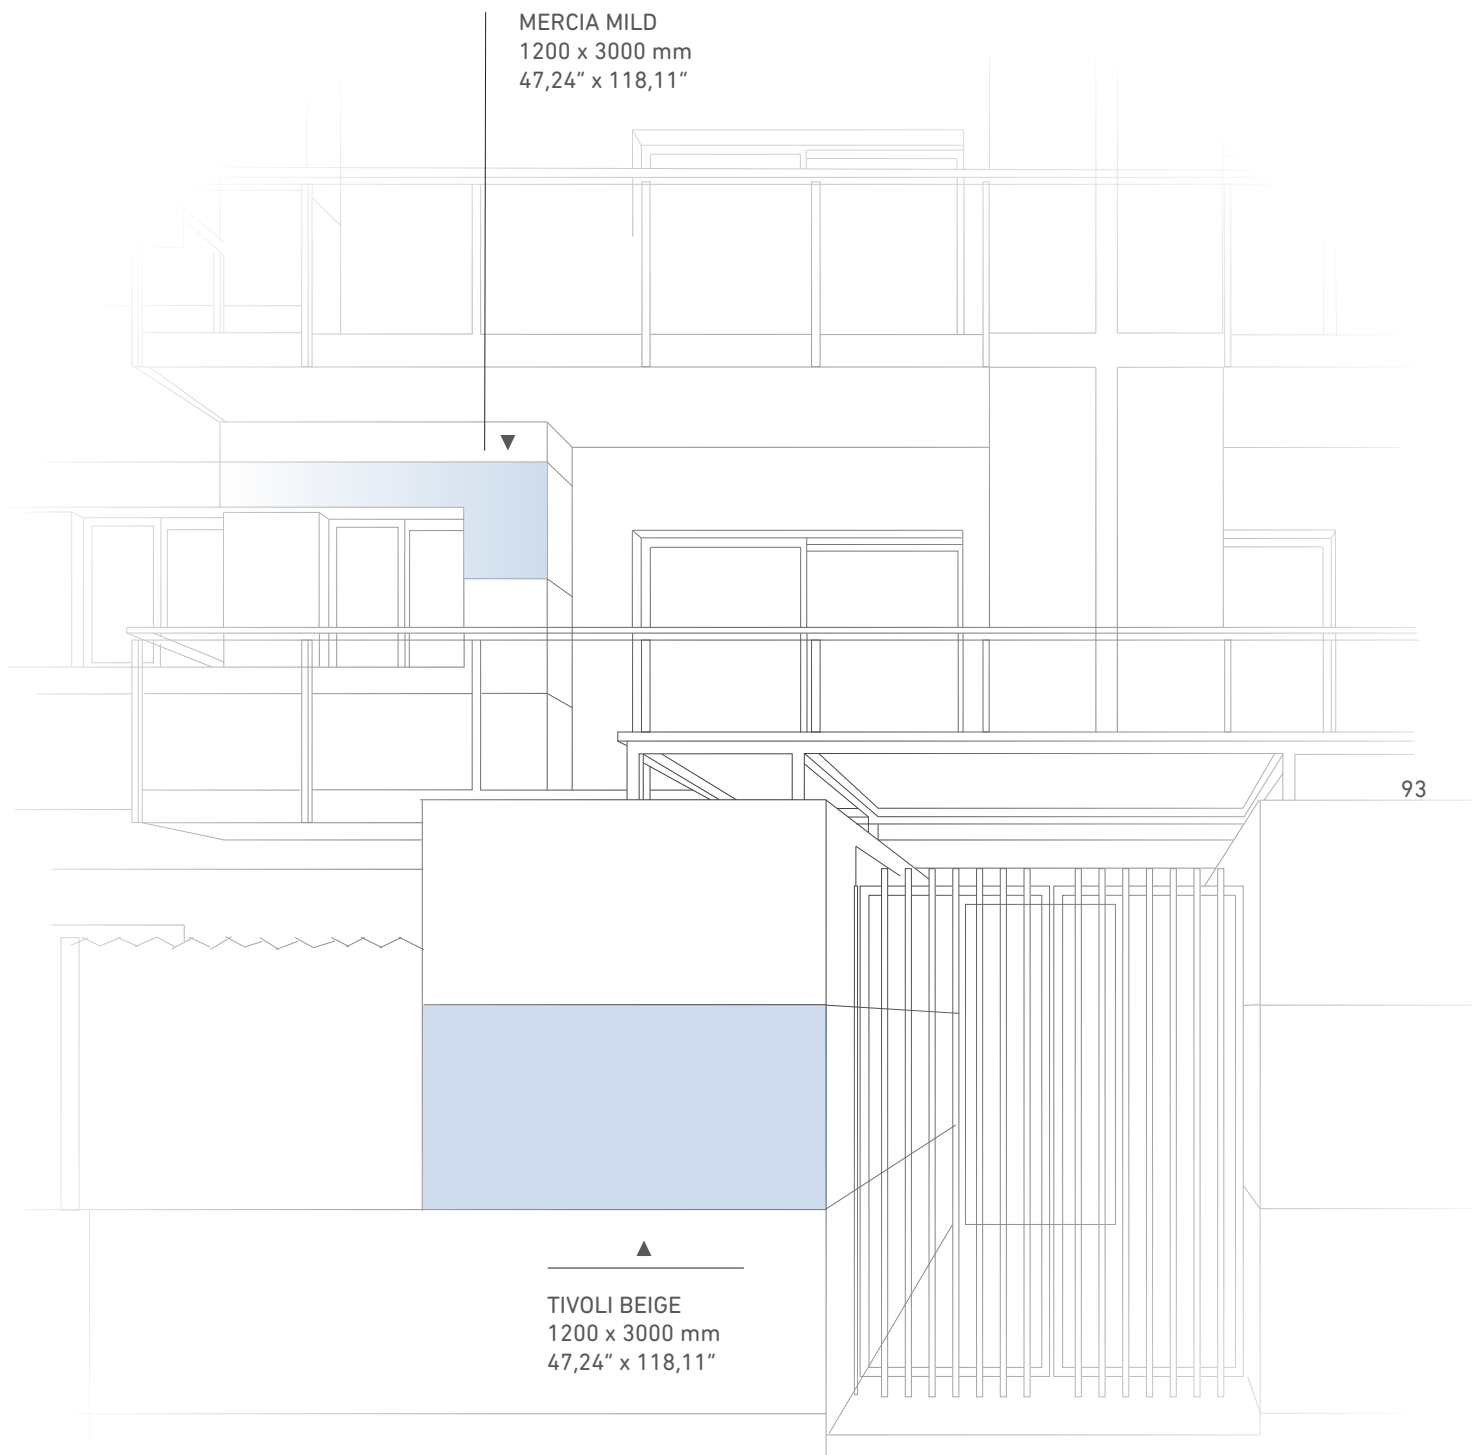 MERCIA MILD
1200 x 3000 mm
47,24” x 118,11”
93
TIVOLI BEIGE
1200 x 3000 mm
47,24” x 118,11”